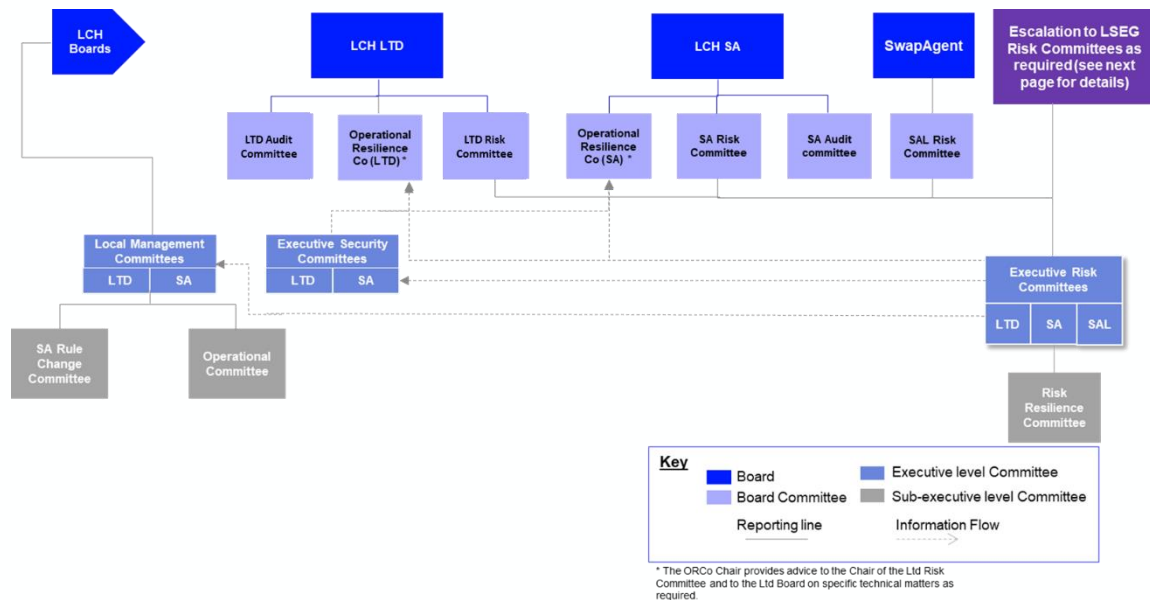 LCH
Boards
LCH LTD
LCH SA
SwapAgent
Escalation to LSEG
Risk Committees as
required (see next
page for details)
LTD Audit
Committee
Operational
Resilience
Co (LTD) *
LTD Risk
Committee
Operational
Resilience
Co (SA) *
SA Risk
Committee
SA Audit
committee
SAL Risk
Committee
Local Management
Committees
LTD
SA
Executive Security
Committees
LTD
SA
Executive Risk
Committees
LTD
SA
SAL
SA Rule
Change
Committee
Operational
Committee
Risk
Resilience
Committee
Key
Board
Executive level Committee
Board Committee
Sub-executive level Committee
Reporting line
Information Flow
* The ORCo Chair provides advice to the Chair of the Ltd Risk
Committee and to the Ltd Board on specific technical matters as
required.